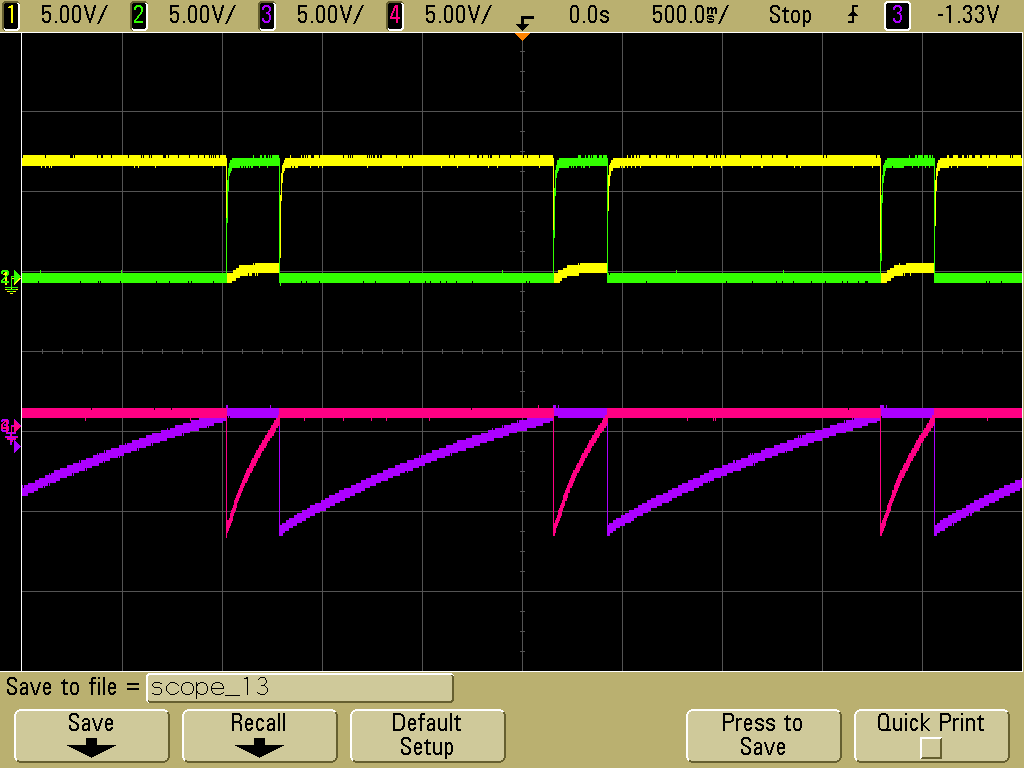 1 5.00V/ 2 5.00V/ 3 5.00V/ 4 5.00V/ 0.0s 500.0ms/ Stop 3 -1.33V
Save to file = scope_13
Save Recall Default Setup Press to Save Quick Print